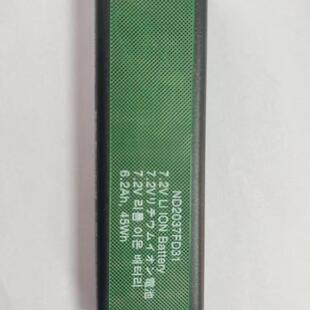 ND2037FD31
7.2V LI ION Battery
7.2Vリチウムイオン電池
7.2V 리튬 이온 배터리
6.2Ah, 45Wh